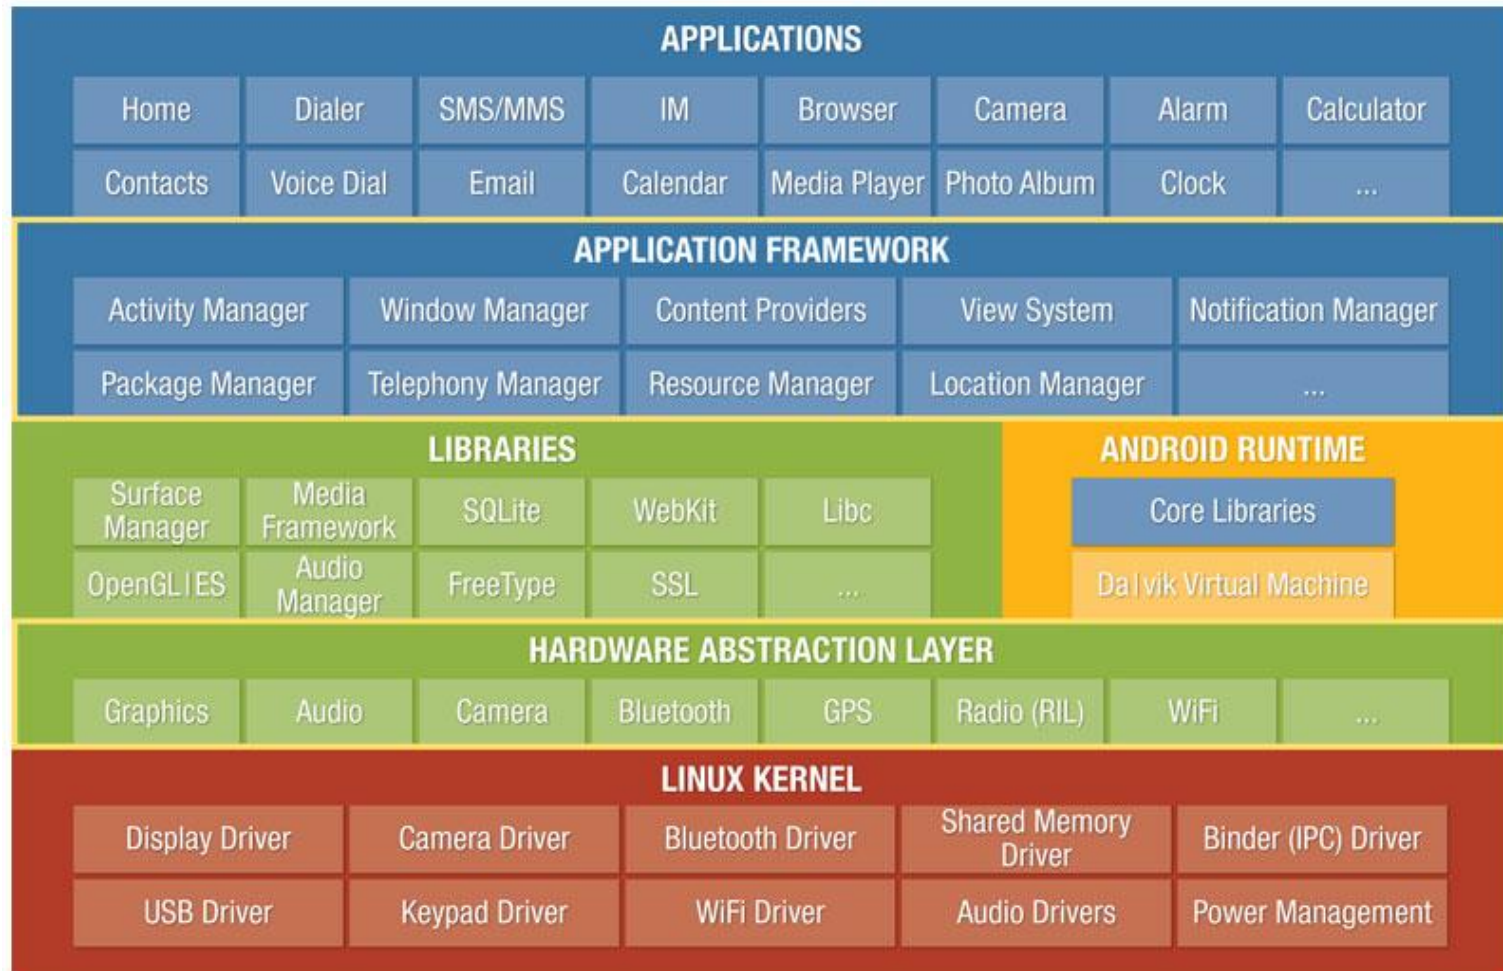 APPLICATIONS
Home Dialer SMS/MMS IM Browser Camera Alarm Calculator
Contacts Voice Dial Email Calendar Media Player Photo Album Clock ...
APPLICATION FRAMEWORK
Activity Manager Window Manager Content Providers View System Notification Manager
Package Manager Telephony Manager Resource Manager Location Manager ...
LIBRARIES
Surface
Manager
Media
Framework
SQLite WebKit Libc
OpenGL|ES
Audio
Manager
FreeType SSL ...
ANDROID RUNTIME
Core Libraries
Dalvik Virtual Machine
HARDWARE ABSTRACTION LAYER
Graphics Audio Camera Bluetooth GPS Radio (RIL) WiFi ...
LINUX KERNEL
Display Driver Camera Driver Bluetooth Driver
Shared Memory
Driver
Binder (IPC) Driver
USB Driver Keypad Driver WiFi Driver Audio Drivers Power Management